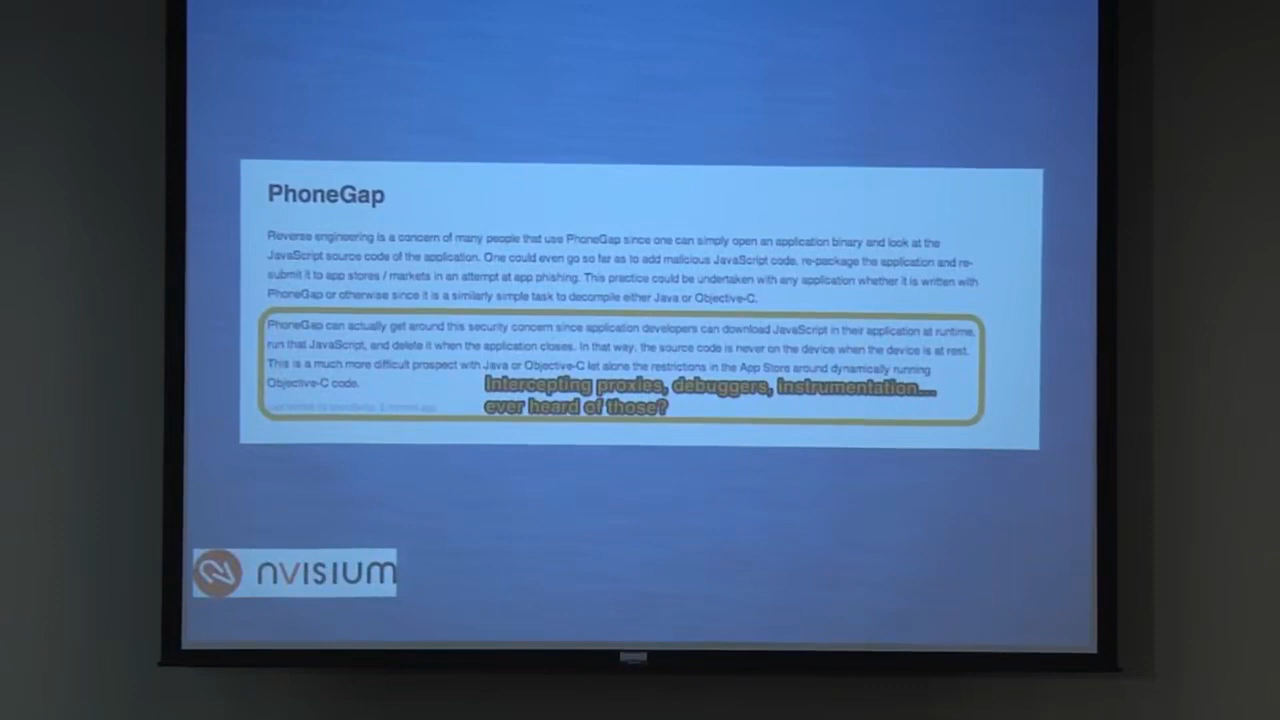 PhoneGap
Reverse engineering is a concern of many people that use PhoneGap since one can simply open an application binary and look at the
JavaScript source code of the application. One could even go so far as to add malicious JavaScript code, re-package the application and re-
submit it to app stores / markets in an attempt at app phishing. This practice could be undertaken with any application whether it is written with
PhoneGap or otherwise since it is a similarly simple task to decompile either Java or Objective-C.
PhoneGap can actually get around this security concern since application developers can download JavaScript in their application at runtime,
run that JavaScript, and delete it when the application closes. In that way, the source code is never on the device when the device is at rest.
This is a much more difficult prospect with Java or Objective-C let alone the restrictions in the App Store around dynamically running
Objective-C code.
Intercepting proxies, debuggers, instrumentation....
ever heard of those?
nvisium